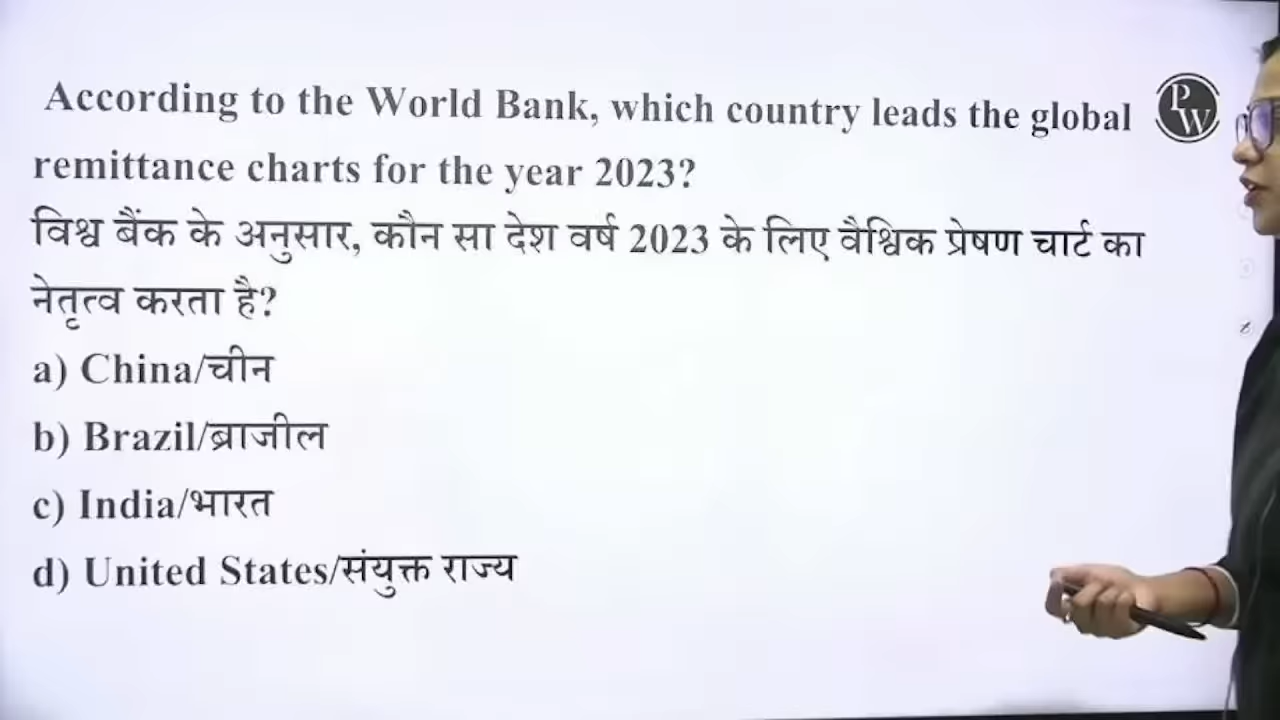 According to the World Bank, which country leads the global
remittance charts for the year 2023?
विश्व बैंक के अनुसार, कौन सा देश वर्ष 2023 के लिए वैश्विक प्रेषण चार्ट का
नेतृत्व करता है?
a) China/चीन
b) Brazil/ब्राजील
c) India/भारत
d) United States/संयुक्त राज्य
PW